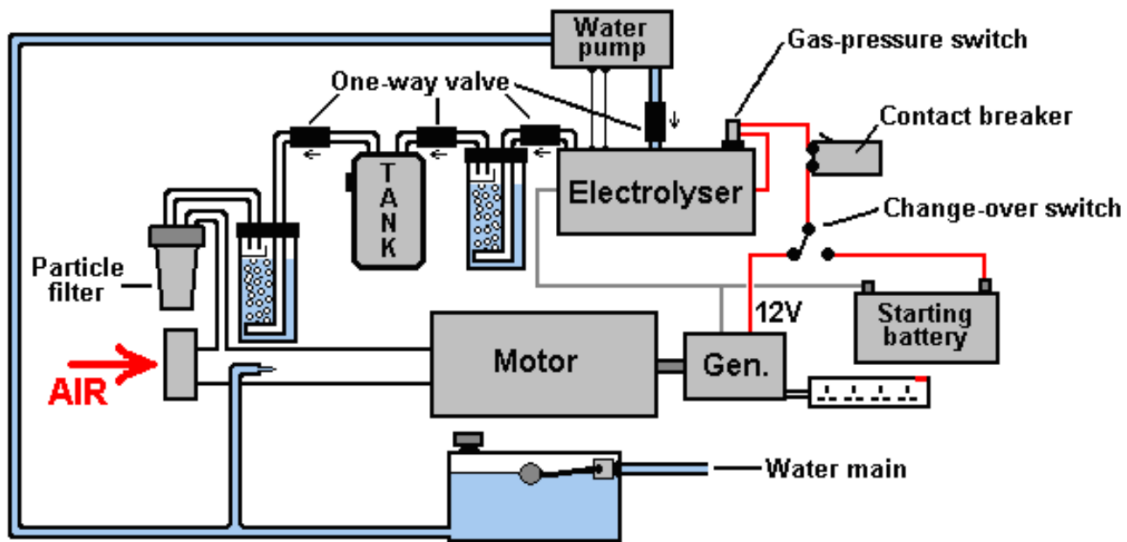 Water
pump
Gas-pressure switch
One-way valve
Contact breaker
TANK
Electrolyser
Change-over switch
Particle
filter
12V
Starting
battery
Motor
Gen.
AIR
Water main